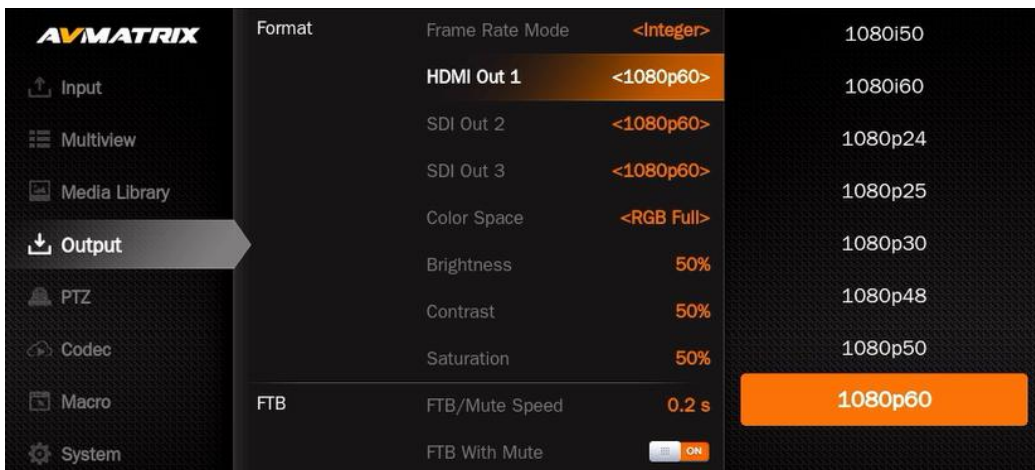 AVMATRIX
Input
Multiview
Media Library
Output
PTZ
Codec
Macro
System
Format
Frame Rate Mode <Integer>
HDMI Out 1 <1080p60>
SDI Out 2 <1080p60>
SDI Out 3 <1080p60>
Color Space <RGB Full>
Brightness 50%
Contrast 50%
Saturation 50%
FTB
FTB/Mute Speed 0.2 s
FTB With Mute ON
1080i50
1080i60
1080p24
1080p25
1080p30
1080p48
1080p50
1080p60